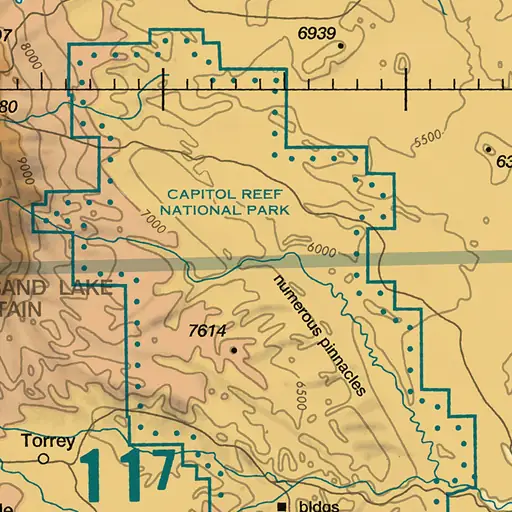 6939
8000
5500
80
9000
CAPITOL REEF
NATIONAL PARK
7000
6000
SAND LAKE
TAIN
numerous pinnacles
7614
6500
Torrey
117
bldgs